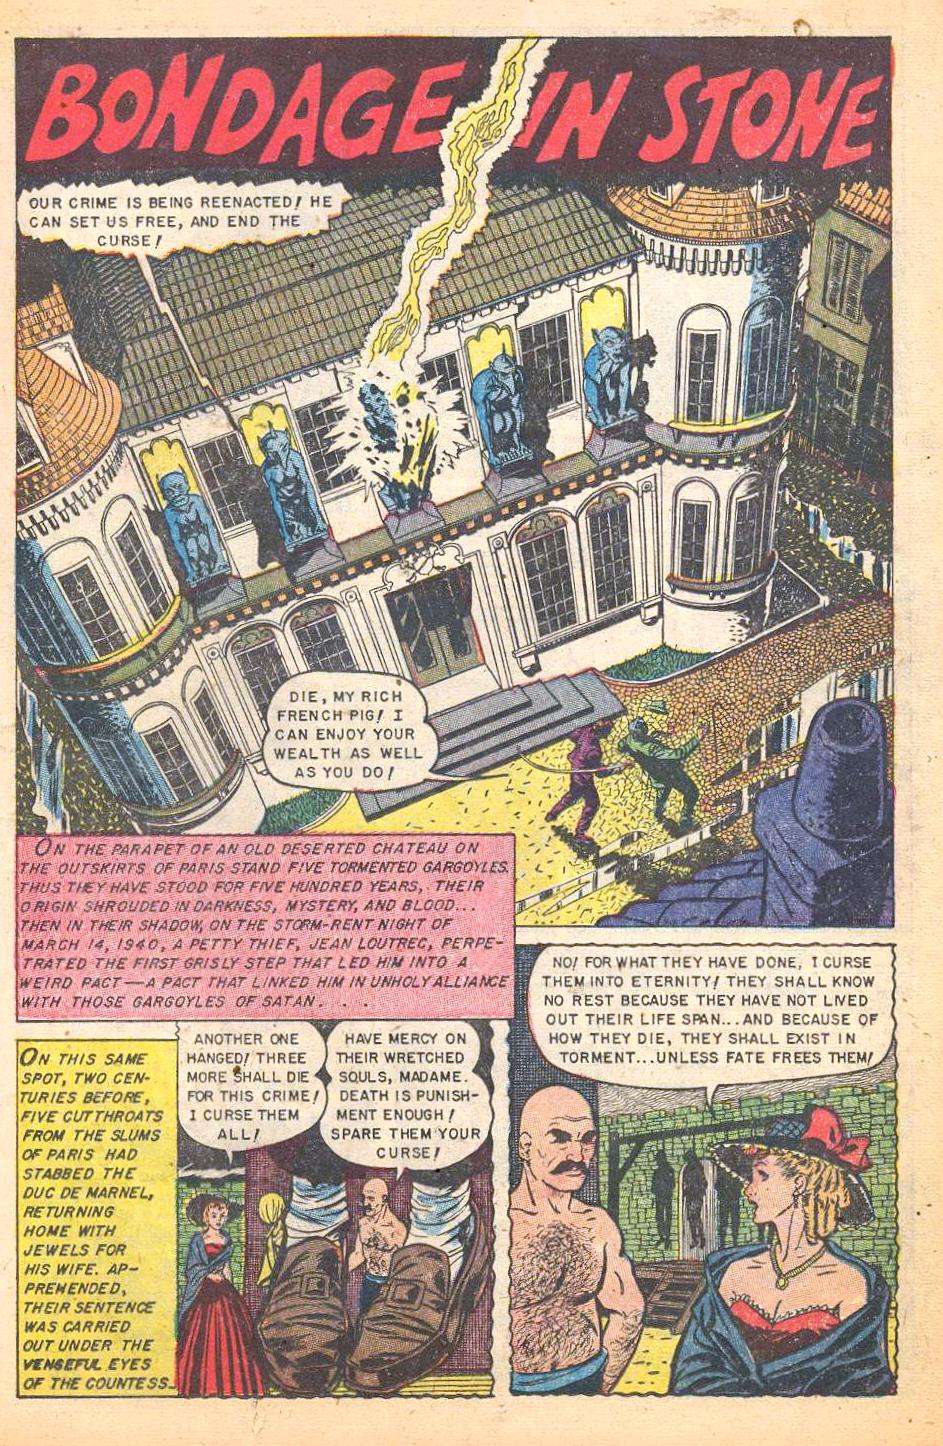 BONDAGE IN STONE
OUR CRIME IS BEING REENACTED! HE
CAN SET US FREE, AND END THE
CURSE!
DIE, MY RICH
FRENCH PIG! I
CAN ENJOY YOUR
WEALTH AS WELL
AS YOU DO!
ON THE PARAPET OF AN OLD DESERTED CHATEAU ON
THE OUTSKIRTS OF PARIS STAND FIVE TORMENTED GARGOYLES.
THUS THEY HAVE STOOD FOR FIVE HUNDRED YEARS, THEIR
ORIGIN SHROUDED IN DARKNESS, MYSTERY, AND BLOOD...
THEN IN THEIR SHADOW, ON THE STORM-RENT NIGHT OF
MARCH 14, 1940, A PETTY THIEF, JEAN LOUTREC, PERPE-
TRATED THE FIRST GRISLY STEP THAT LED HIM INTO A
WEIRD PACT—A PACT THAT LINKED HIM IN UNHOLY ALLIANCE
WITH THOSE GARGOYLES OF SATAN. . . .
ON THIS SAME
SPOT, TWO CEN-
TURIES BEFORE,
FIVE CUTTHROATS
FROM THE SLUMS
OF PARIS HAD
STABBED THE
DUC DE MARNEL,
RETURNING
HOME WITH
JEWELS FOR
HIS WIFE. AP-
PREHENDED,
THEIR SENTENCE
WAS CARRIED
OUT UNDER THE
VENGEFUL EYES
OF THE COUNTESS...
ANOTHER ONE
HANGED! THREE
MORE SHALL DIE
FOR THIS CRIME!
I CURSE THEM
ALL!
HAVE MERCY ON
THEIR WRETCHED
SOULS, MADAME.
DEATH IS PUNISH-
MENT ENOUGH!
SPARE THEM YOUR
CURSE!
NO! FOR WHAT THEY HAVE DONE, I CURSE
THEM INTO ETERNITY! THEY SHALL KNOW
NO REST BECAUSE THEY HAVE NOT LIVED
OUT THEIR LIFE SPAN...AND BECAUSE OF
HOW THEY DIE, THEY SHALL EXIST IN
TORMENT...UNLESS FATE FREES THEM!